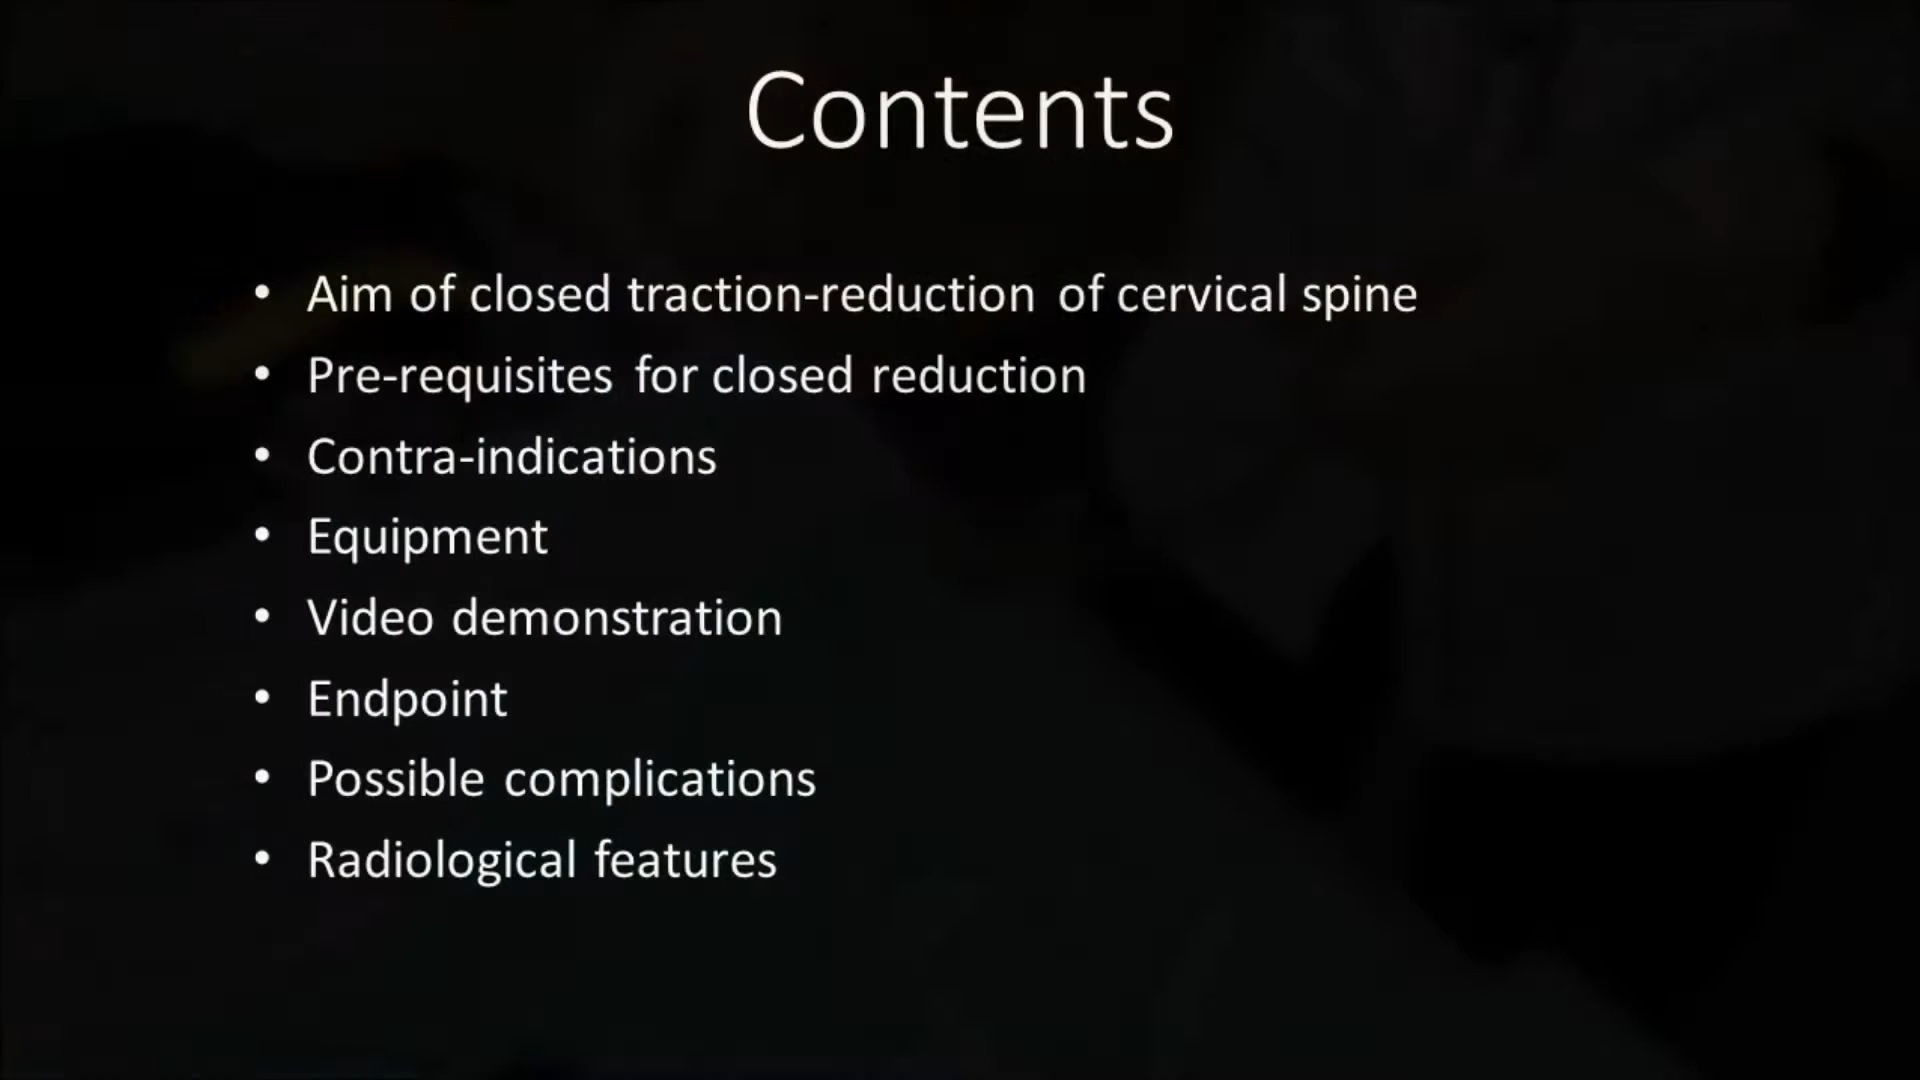 Contents
• Aim of closed traction-reduction of cervical spine
• Pre-requisites for closed reduction
• Contra-indications
• Equipment
• Video demonstration
• Endpoint
• Possible complications
• Radiological features